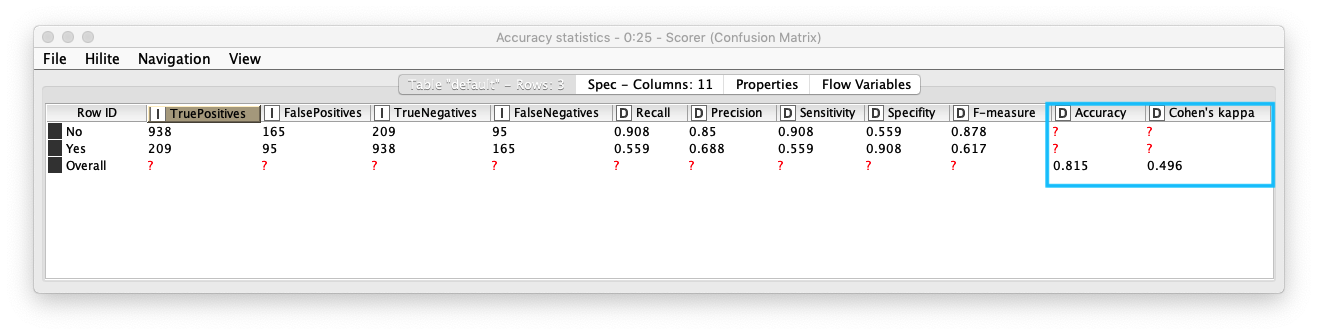 Accuracy statistics - 0:25 - Scorer (Confusion Matrix)
File Hilite Navigation View
Table "default" - Rows: 3 Spec - Columns: 11 Properties Flow Variables
Row ID I TruePositives I FalsePositives I TrueNegatives I FalseNegatives D Recall D Precision D Sensitivity D Specifity D F-measure D Accuracy D Cohen's kappa
No 938 165 209 95 0.908 0.85 0.908 0.559 0.878 ? ?
Yes 209 95 938 165 0.559 0.688 0.559 0.908 0.617 ? ?
Overall ? ? ? ? ? ? ? ? ? 0.815 0.496